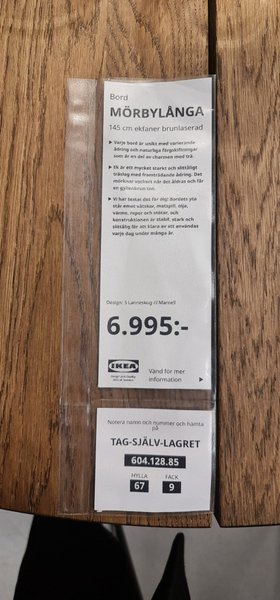 Bord
MÖRBYLÅNGA
145 cm ekfaner brunlaserad
▶ Varje bord är unikt med varierande
ådring och naturliga färgskiftningar
som är en del av charmen med trä.
▶ Ek är ett mycket starkt och slittåligt
träslag med framträdande ådring. Det
mörknar vackert när det åldras och får
en gyllenbrun ton.
▶ Vi har testat det för dig! Bordets yta
står emot vätskor, matspill, olja,
värme, repor och stötar, och
konstruktionen är stabil, stark och
slittålig för att klara av att användas
varje dag under många år.
Design: S Lanneskog // Marnell
6.995:-
IKEA
Vänd för mer
information ▶
Notera namn och nummer och hämta
på
TAG-SJÄLV-LAGRET
604.128.85
HYLLA FACK
67 9